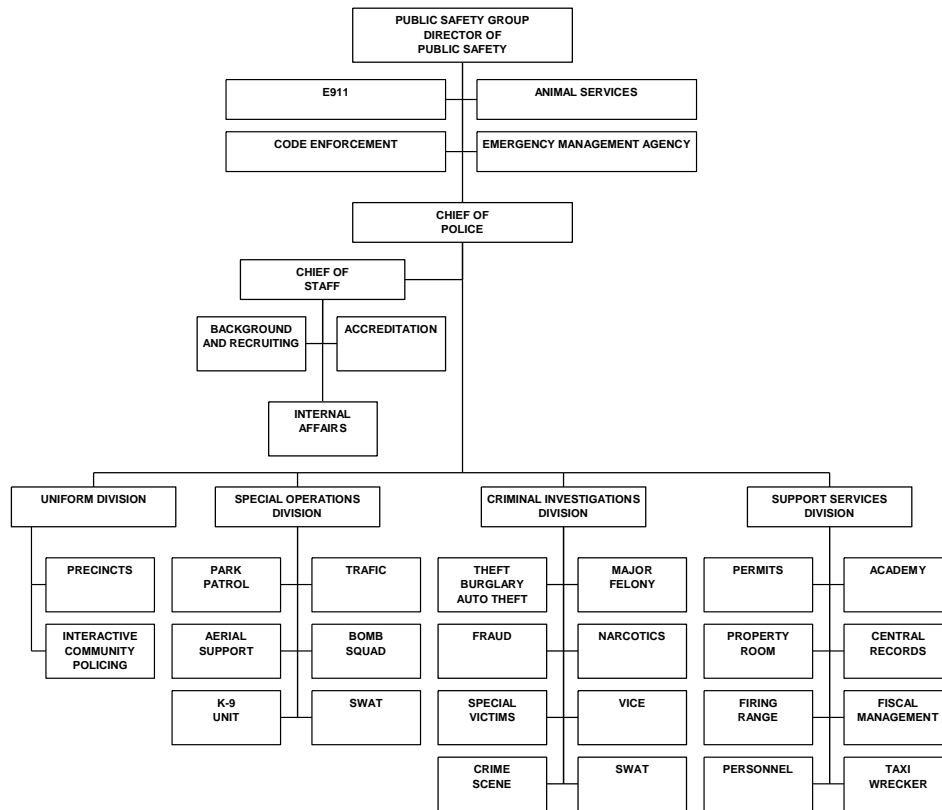 PUBLIC SAFETY GROUP
DIRECTOR OF
PUBLIC SAFETY
E911
ANIMAL SERVICES
CODE ENFORCEMENT
EMERGENCY MANAGEMENT AGENCY
CHIEF OF
POLICE
CHIEF OF
STAFF
BACKGROUND
AND RECRUITING
ACCREDITATION
INTERNAL
AFFAIRS
UNIFORM DIVISION
SPECIAL OPERATIONS
DIVISION
CRIMINAL INVESTIGATIONS
DIVISION
SUPPORT SERVICES
DIVISION
PRECINCTS
INTERACTIVE
COMMUNITY
POLICING
PARK
PATROL
TRAFIC
AERIAL
SUPPORT
BOMB
SQUAD
K-9
UNIT
SWAT
THEFT
BURGLARY
AUTO THEFT
MAJOR
FELONY
FRAUD
NARCOTICS
SPECIAL
VICTIMS
VICE
CRIME
SCENE
SWAT
PERMITS
ACADEMY
PROPERTY
ROOM
CENTRAL
RECORDS
FIRING
RANGE
FISCAL
MANAGEMENT
PERSONNEL
TAXI
WRECKER